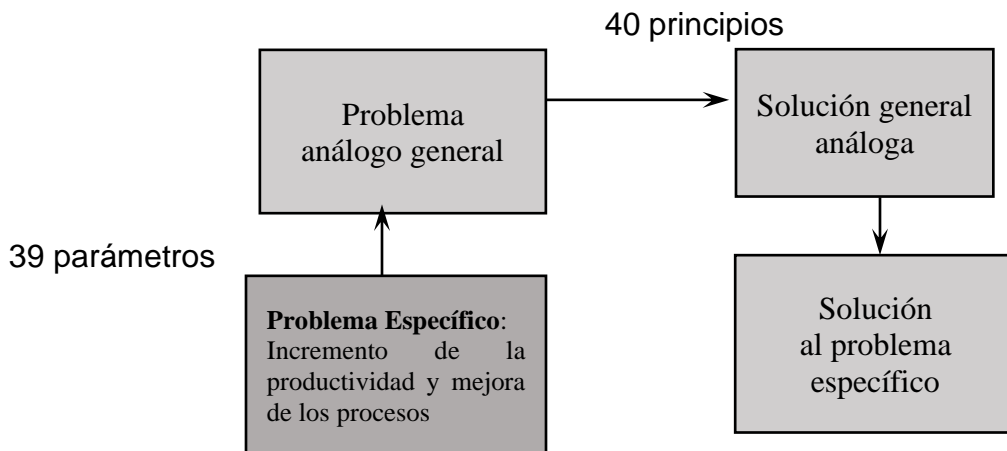 40 principios
Problema
análogo general
Solución general
análoga
39 parámetros
Problema Específico:
Incremento de la
productividad y mejora
de los procesos
Solución
al problema
específico